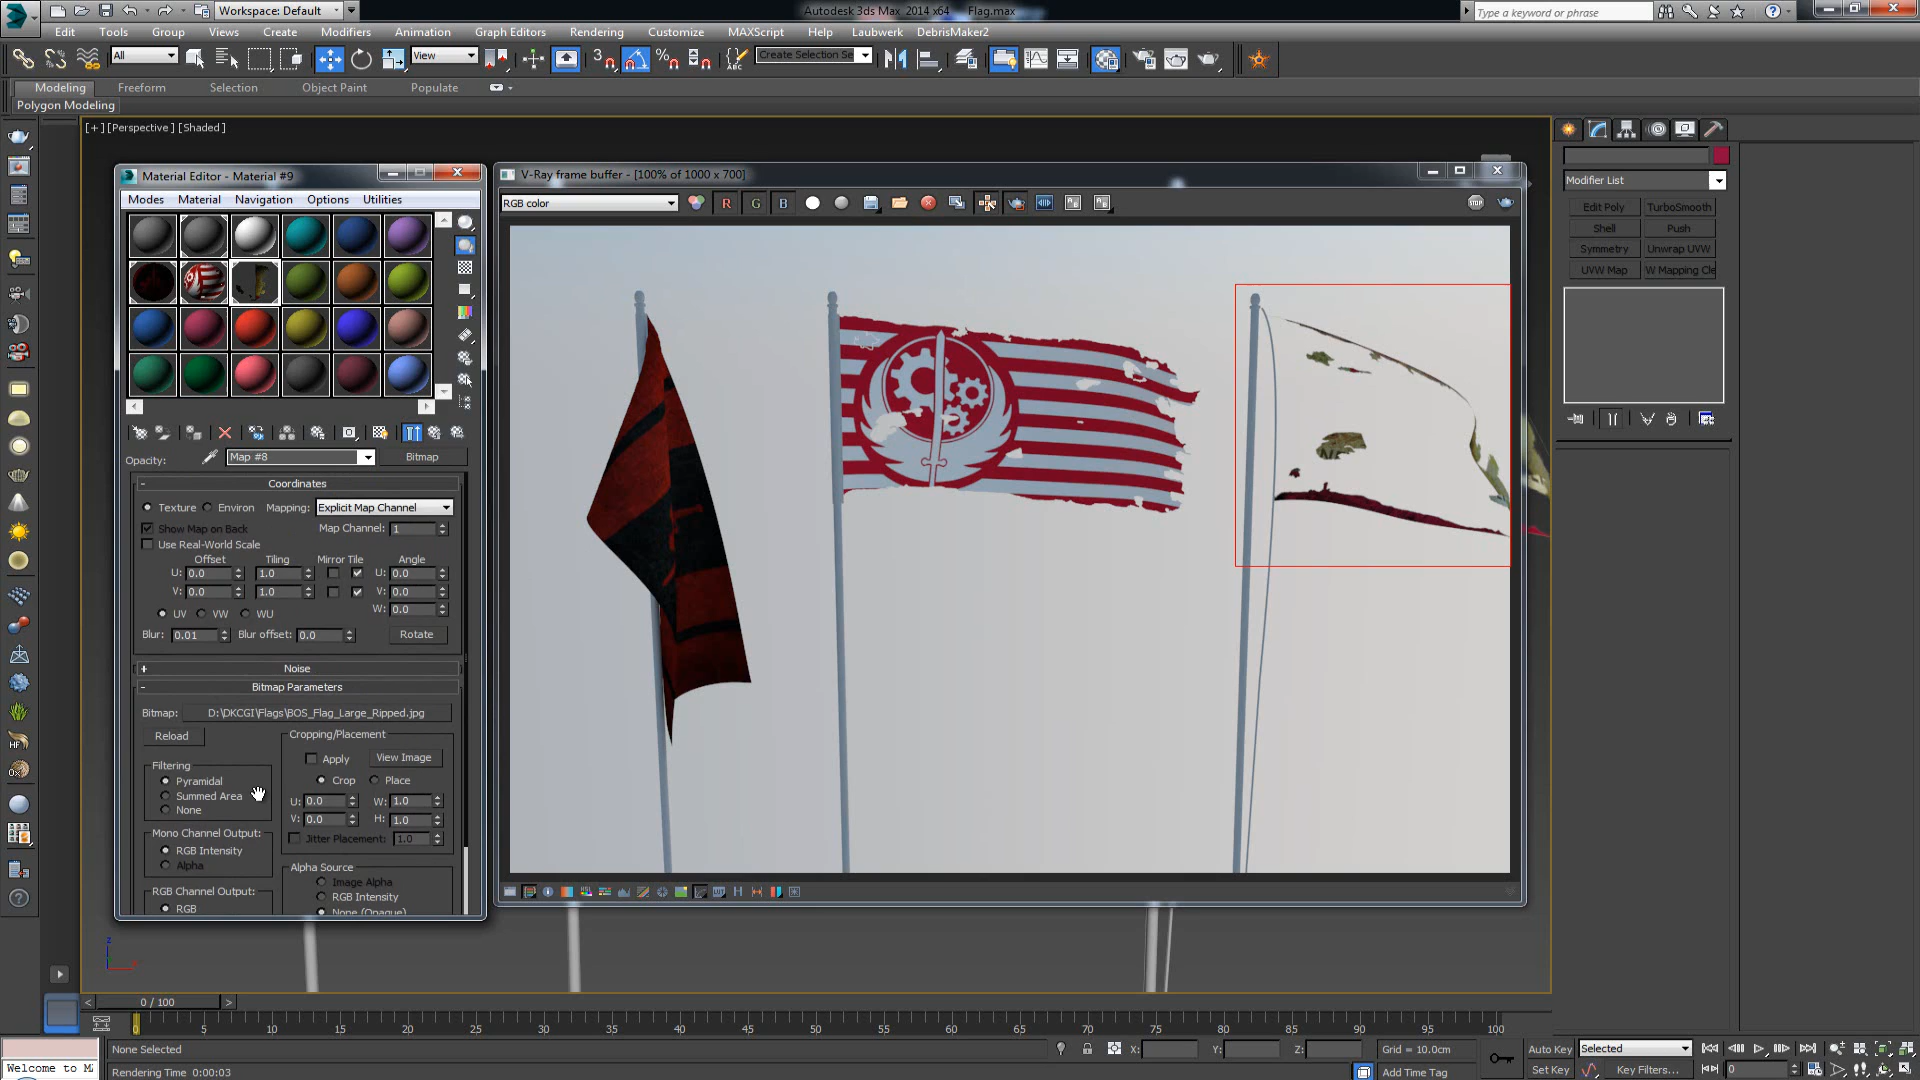 Workspace: Default
Autodesk 3ds Max 2014 x64 Flag.max
Type a keyword or phrase
Edit Tools Group Views Create Modifiers Animation Graph Editors Rendering Customize MAXScript Help Laubwerk DebrisMaker2
All
View
Create Selection Se
Modeling Freeform Selection Object Paint Populate
Polygon Modeling
[+] [Perspective] [Shaded]
Material Editor - Material #9
Modes Material Navigation Options Utilities
Opacity: Map #8 Bitmap
Coordinates
Texture Environ Mapping: Explicit Map Channel
Show Map on Back Map Channel: 1
Use Real-World Scale
Offset Tiling Mirror Tile Angle
U: 0.0 1.0 U: 0.0
V: 0.0 1.0 V: 0.0
W: 0.0
UV VW WU
Blur: 0.01 Blur offset: 0.0 Rotate
Noise
Bitmap Parameters
Bitmap: D:\DKCGI\Flags\BOS_Flag_Large_Ripped.jpg
Reload
Cropping/Placement
Apply View Image
Crop Place
U: 0.0 W: 1.0
V: 0.0 H: 1.0
Jitter Placement: 1.0
Filtering
Pyramidal
Summed Area
None
Mono Channel Output:
RGB Intensity
Alpha
RGB Channel Output:
RGB
Alpha Source
Image Alpha
RGB Intensity
None (Opaque)
V-Ray frame buffer - [100% of 1000 x 700]
RGB color
R G B
STOP
H
Modifier List
Edit Poly TurboSmooth
Shell Push
Symmetry Unwrap UVW
UVW Map W Mapping Cle
HF
z
0 / 100
0 5 10 15 20 25 30 35 40 45 50 55 60 65 70 75 80 85 90 95 100
None Selected
X: Y: Z: Grid = 10.0cm
Auto Key Selected
Welcome to M
Rendering Time 0:00:03
Add Time Tag
Set Key Key Filters...
0